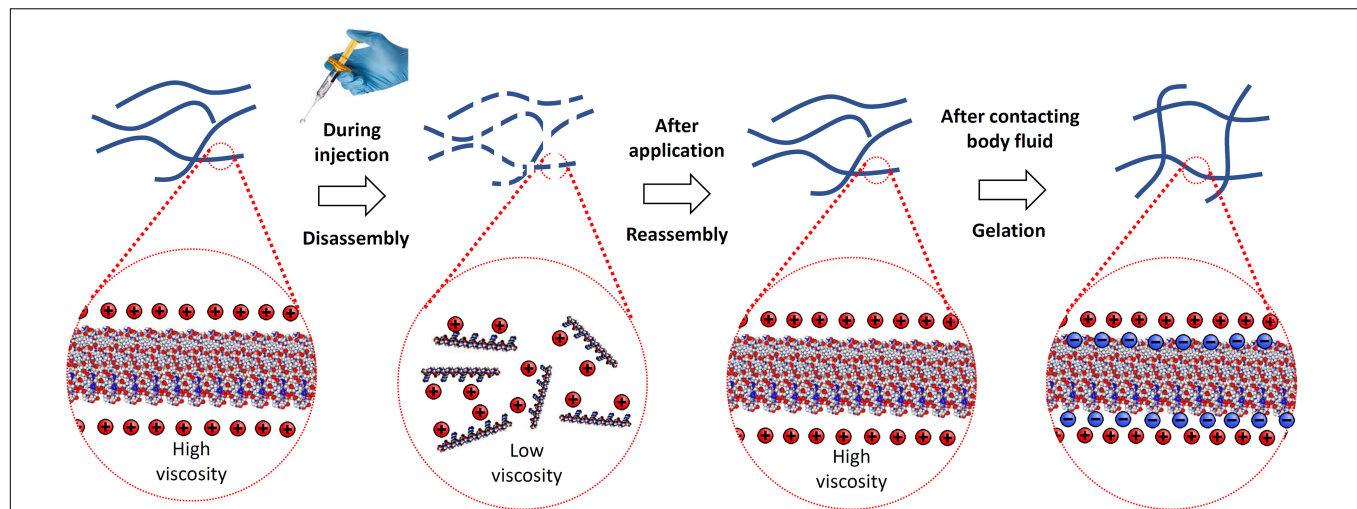 During
injection
Disassembly
After
application
Reassembly
After contacting
body fluid
Gelation
High
viscosity
Low
viscosity
High
viscosity